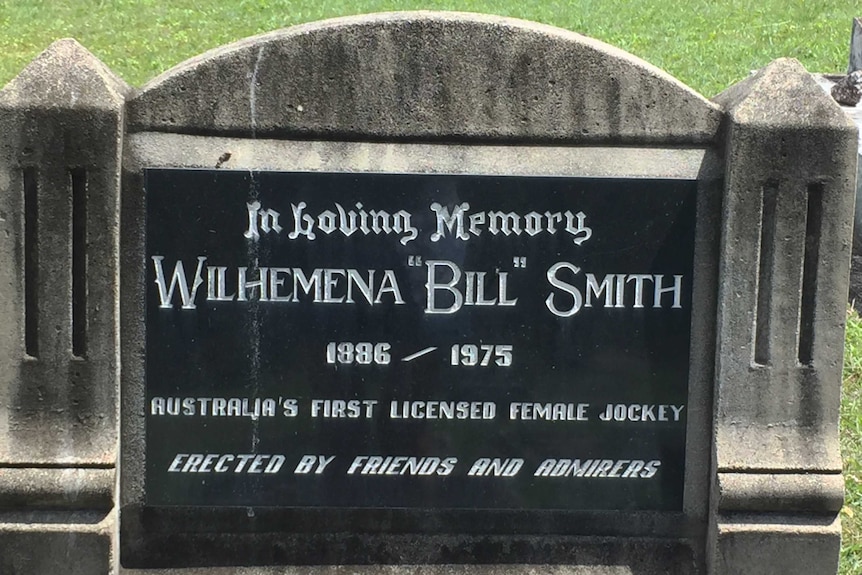 In Loving Memory
WILHEMENA "BILL" SMITH
1886 / 1975
AUSTRALIA'S FIRST LICENSED FEMALE JOCKEY
ERECTED BY FRIENDS AND ADMIRERS